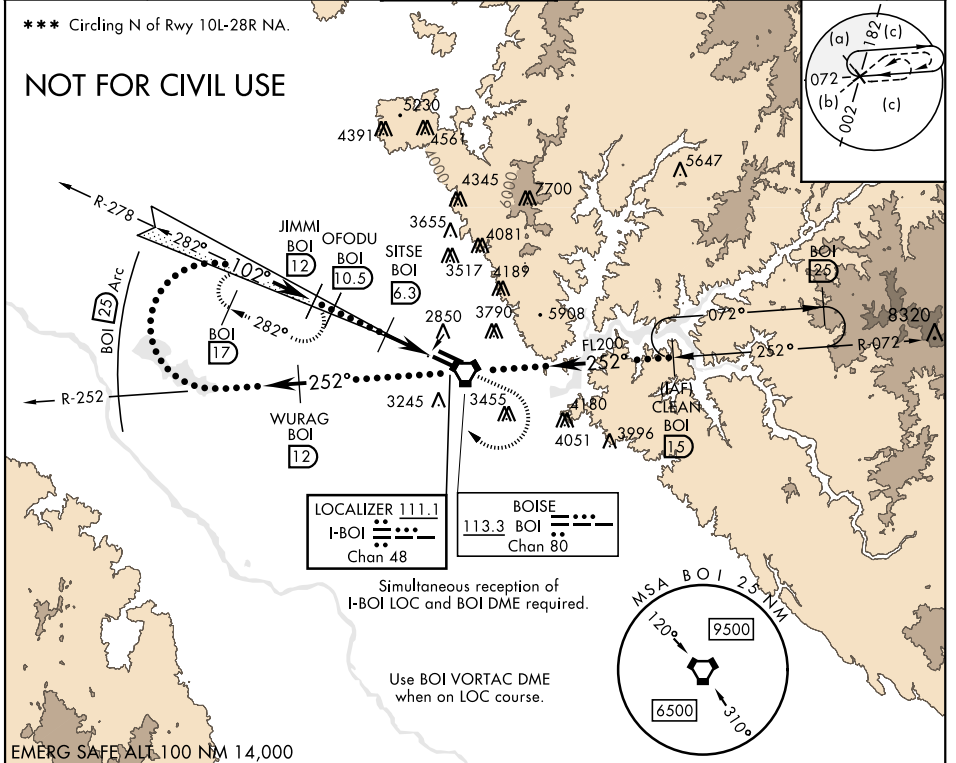 *** Circling N of Rwy 10L-28R NA.
NOT FOR CIVIL USE
(a)
182
(c)
072
(b)
(c)
002
5230
4391
4561
4000
6000
5647
4345
7700
R-278
3655
JIMMI
BOI
12
OFODU
BOI
10.5
SITSE
BOI
6.3
4081
282°
102°
3517
4189
BOI
25
BOI 25 Arc
282°
2850
3790
5908
072°
8320
BOI
17
FL200
252°
252°
R-072
252°
R-252
(IAF)
CLEAN
BOI
15
WURAG
BOI
12
3245
3455
4180
4051
3996
LOCALIZER 111.1
I-BOI
Chan 48
BOISE
113.3 BOI
Chan 80
Simultaneous reception of
I-BOI LOC and BOI DME required.
MSA BOI 25 NM
120°
9500
Use BOI VORTAC DME
when on LOC course.
6500
310°
EMERG SAFE ALT 100 NM 14,000